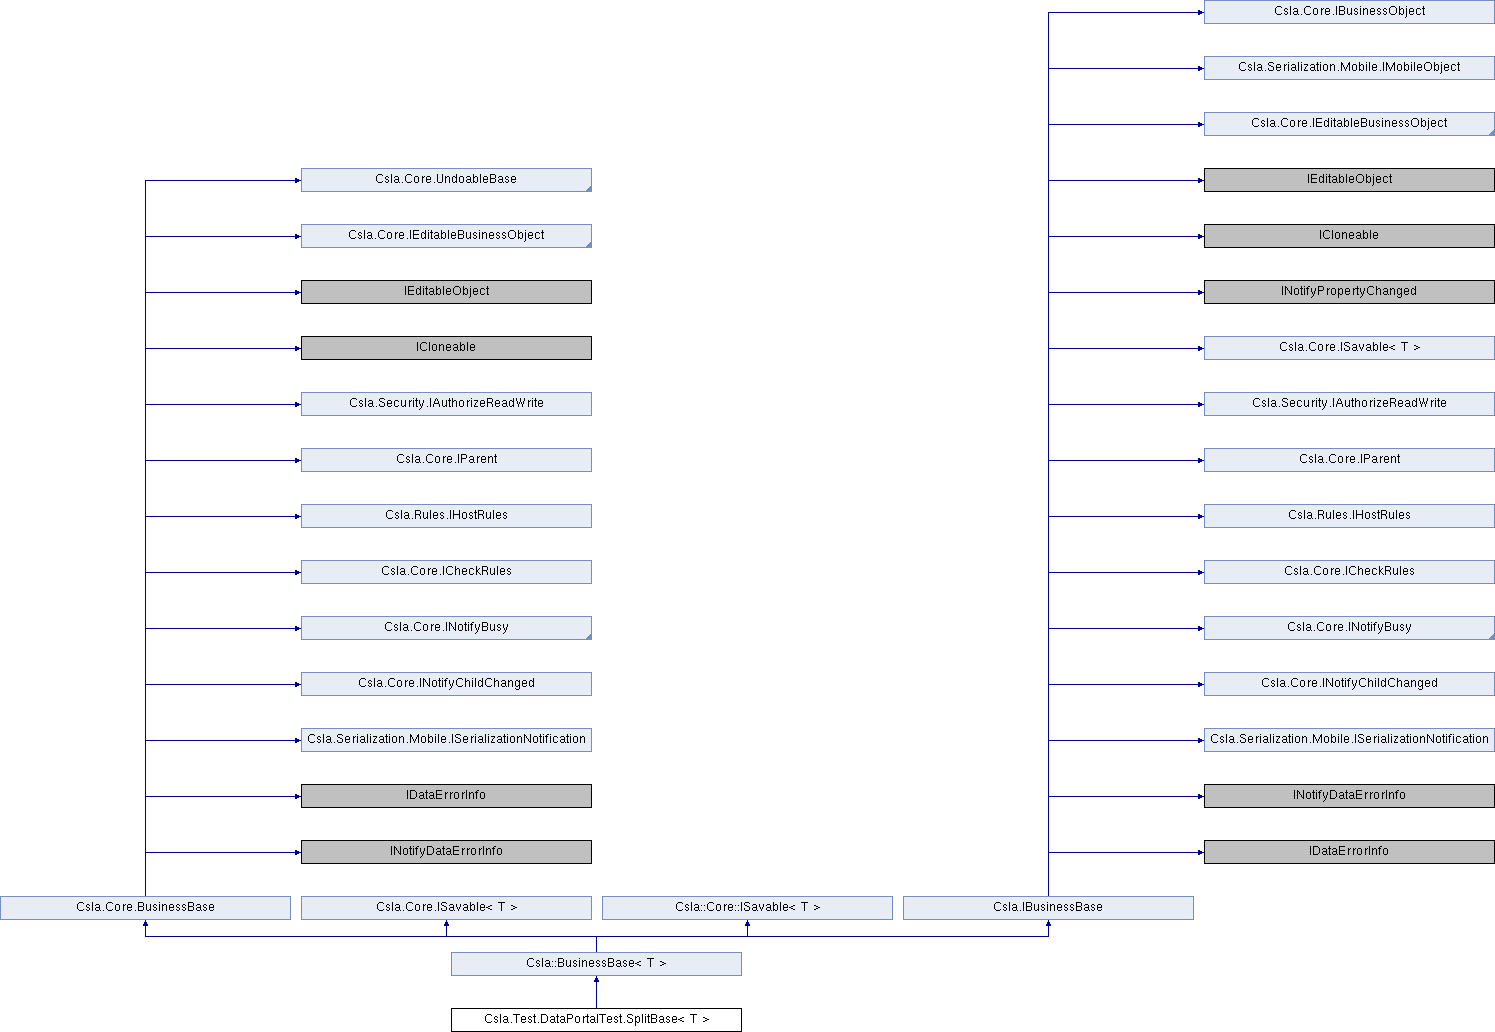 Csla.Core.IBusinessObject
Csla.Serialization.Mobile.IMobileObject
Csla.Core.IEditableBusinessObject
Csla.Core.UndoableBase
IEditableObject
Csla.Core.IEditableBusinessObject
ICloneable
IEditableObject
INotifyPropertyChanged
ICloneable
Csla.Core.ISavable< T >
Csla.Security.IAuthorizeReadWrite
Csla.Security.IAuthorizeReadWrite
Csla.Core.IParent
Csla.Core.IParent
Csla.Rules.IHostRules
Csla.Rules.IHostRules
Csla.Core.ICheckRules
Csla.Core.ICheckRules
Csla.Core.INotifyBusy
Csla.Core.INotifyBusy
Csla.Core.INotifyChildChanged
Csla.Core.INotifyChildChanged
Csla.Serialization.Mobile.ISerializationNotification
Csla.Serialization.Mobile.ISerializationNotification
IDataErrorInfo
INotifyDataErrorInfo
INotifyDataErrorInfo
IDataErrorInfo
Csla.Core.BusinessBase
Csla.Core.ISavable< T >
Csla::Core::ISavable< T >
Csla.IBusinessBase
Csla::BusinessBase< T >
Csla.Test.DataPortalTest.SplitBase< T >